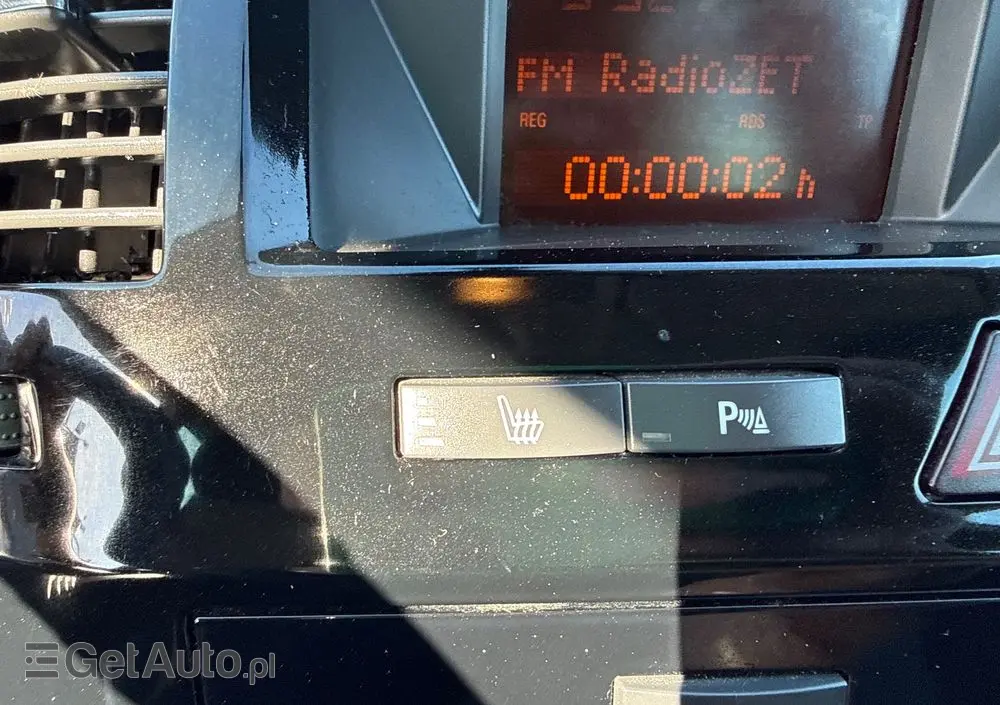 FM RadioZET
REG RDS TP
00:00:02 h
P
GetAuto.pl